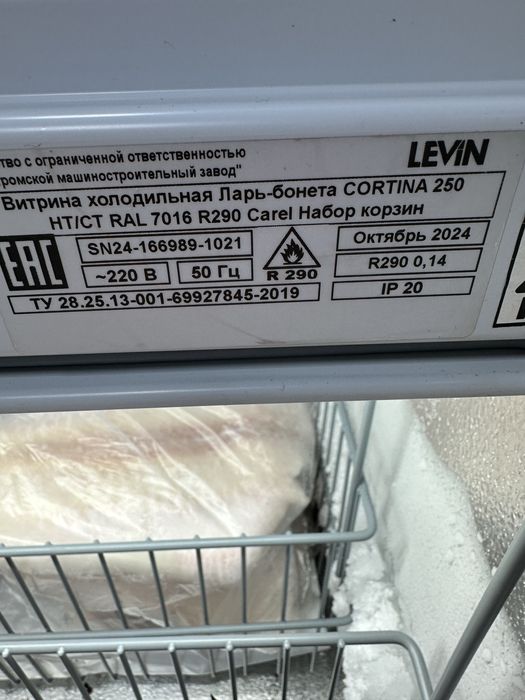 тво с ограниченной ответственностью
ромской машиностроительный завод"
LEVIN
Витрина холодильная Ларь-бонета CORTINA 250
НТ/СТ RAL 7016 R290 Carel Набор корзин
EAC
SN24-166989-1021
~220 В
50 Гц
R 290
Октябрь 2024
R290 0,14
IP 20
ТУ 28.25.13-001-69927845-2019